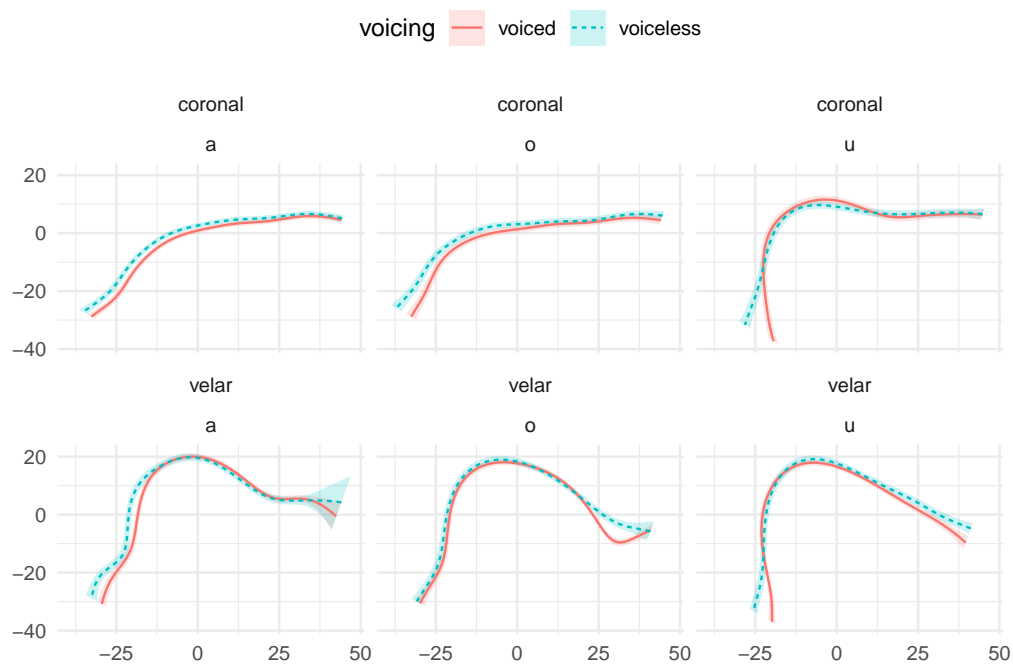 voicing voiced voiceless
coronal coronal coronal
a o u
20
0
−20
−40
velar velar velar
a o u
20
0
−20
−40
−25 0 25 50 −25 0 25 50 −25 0 25 50